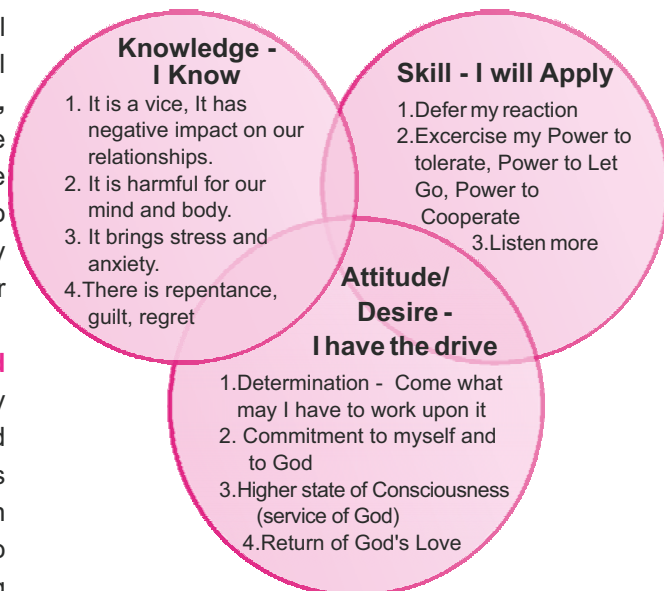 Knowledge -
I Know
1. It is a vice, It has
negative impact on our
relationships.
2. It is harmful for our
mind and body.
3. It brings stress and
anxiety.
4.There is repentance,
guilt, regret
Skill - I will Apply
1.Defer my reaction
2.Excercise my Power to
tolerate, Power to Let
Go, Power to
Cooperate
3.Listen more
Attitude/
Desire -
I have the drive
1.Determination - Come what
may I have to work upon it
2. Commitment to myself and
to God
3.Higher state of Consciousness
(service of God)
4.Return of God's Love